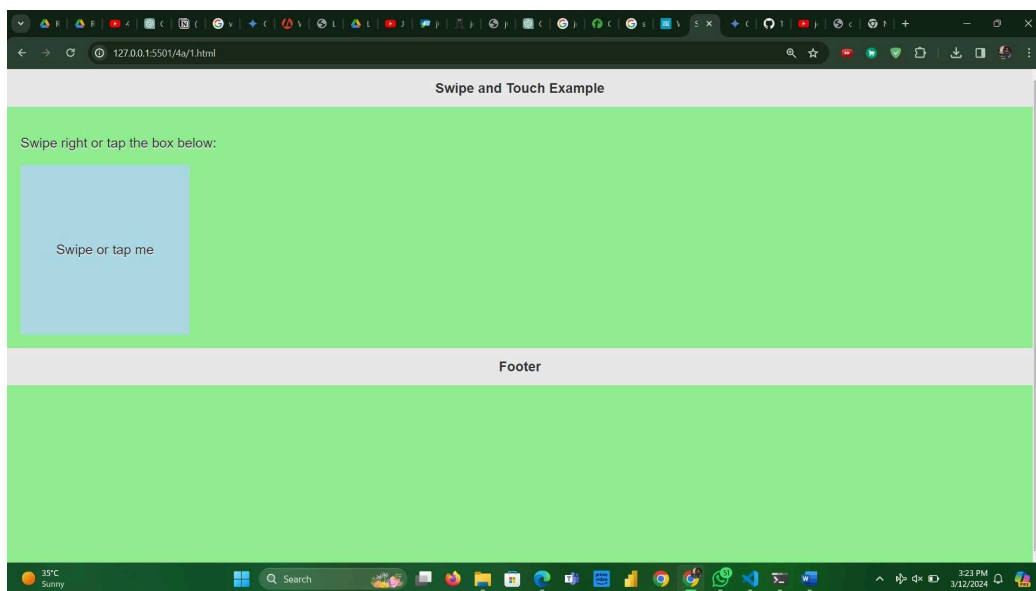 127.0.0.1:5501/4a/1.html
Swipe and Touch Example
Swipe right or tap the box below:
Swipe or tap me
Footer
35°C
Sunny
Search
3:23 PM
3/12/2024